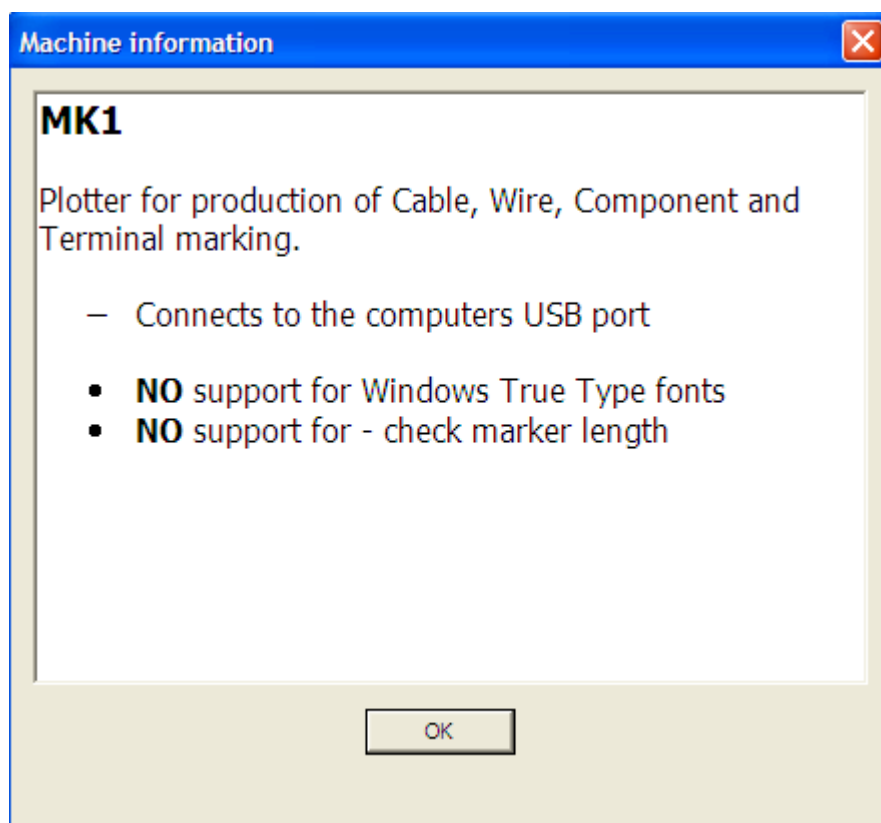 Machine information
MK1
Plotter for production of Cable, Wire, Component and
Terminal marking.
– Connects to the computers USB port
• NO support for Windows True Type fonts
• NO support for - check marker length
OK